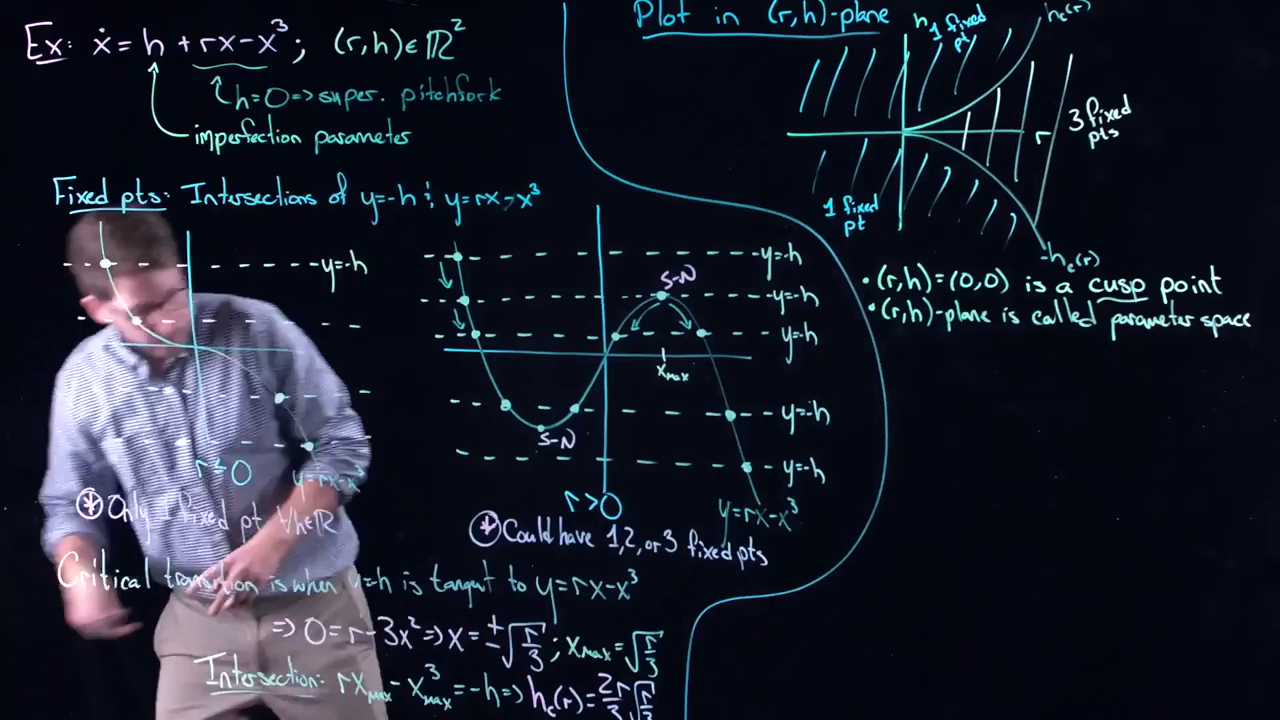 Ex: ẋ = h + rx - x³; (r,h) ∈ ℝ²
h=0 => super. pitchfork
imperfection parameter
Fixed pts: Intersections of y=-h & y=rx-x³
y=-h
r≤0
y=rx-x³
y=-h
y=-h
y=-h
y=-h
y=-h
S-N
x_max
S-N
r>0
y=rx-x³
⊛ Only 1 fixed pt ∀h∈ℝ
⊛ Could have 1, 2, or 3 fixed pts
Critical transition is when y=-h is tangent to y=rx-x³
=> 0 = r - 3x² => x = ±√(r/3); x_max = √(r/3)
Intersection: rx_max - x³_max = -h => h_c(r) = 2r/3 √(r/3)
Plot in (r,h)-plane
h
1 fixed
pt
h_c(r)
r
3 fixed
pts
1 fixed
pt
-h_c(r)
• (r,h)=(0,0) is a cusp point
• (r,h)-plane is called parameter space